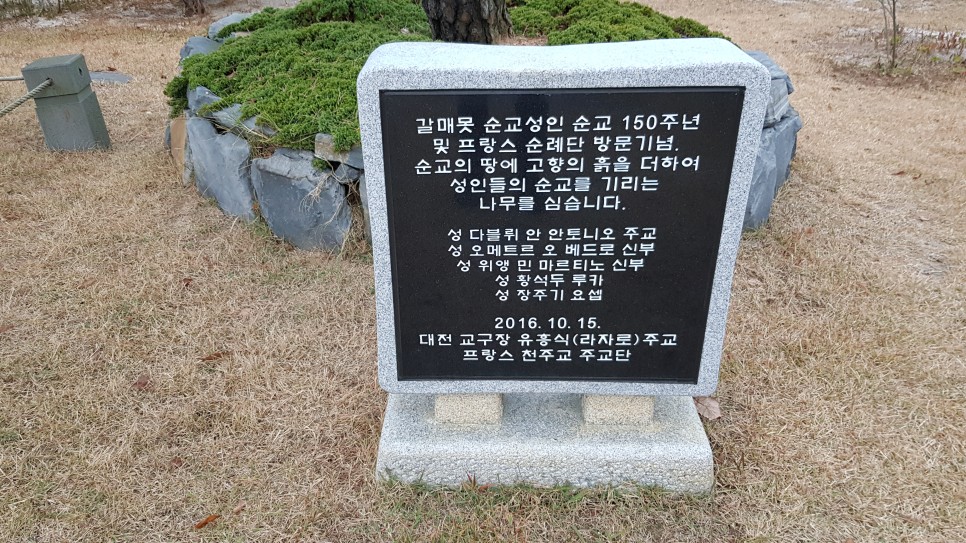 갈매못 순교성인 순교 150주년
및 프랑스 순례단 방문기념.
순교의 땅에 고향의 흙을 더하여
성인들의 순교를 기리는
나무를 심습니다.
성 다블뤼 안 안토니오 주교
성 오메트르 오 베드로 신부
성 위앵 민 마르티노 신부
성 황석두 루카
성 장주기 요셉
2016. 10. 15.
대전 교구장 유흥식(라자로)주교
프랑스 천주교 주교단